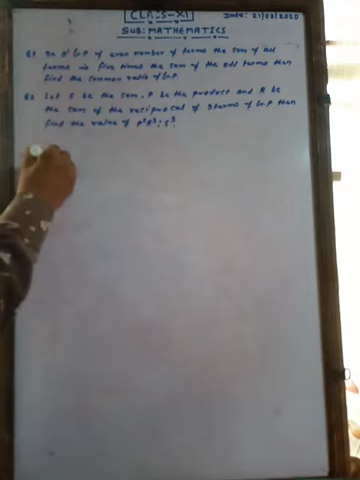 CLASS-XI Date: 21/03/2020
SUB: MATHEMATICS
Q1 In a G.P of even number of terms the sum of all
terms is five times the sum of the odd terms then
find the common ratio of G.P.
Q2 Let S be the sum, P be the product and R be
the sum of the reciprocal of 3 terms of G.P then
find the value of P²R³:S³.